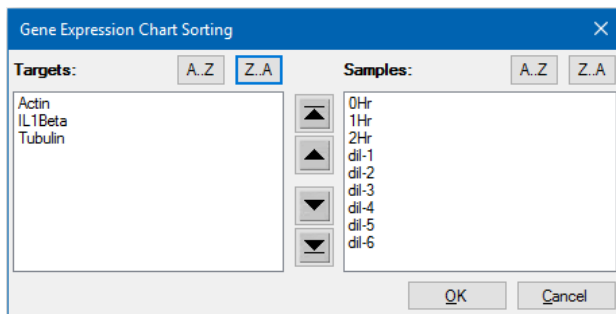 Gene Expression Chart Sorting
Targets: A..Z Z..A
Actin
IL1Beta
Tubulin
Samples: A..Z Z..A
0Hr
1Hr
2Hr
dil-1
dil-2
dil-3
dil-4
dil-5
dil-6
OK Cancel